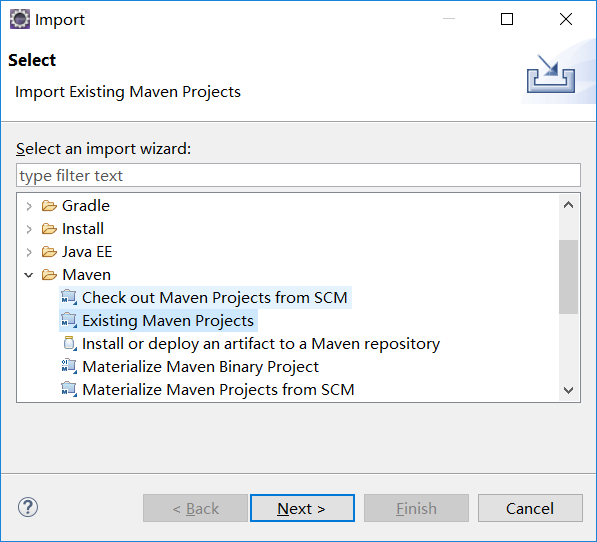 Import
Select
Import Existing Maven Projects
Select an import wizard:
type filter text
Gradle
Install
Java EE
Maven
Check out Maven Projects from SCM
Existing Maven Projects
Install or deploy an artifact to a Maven repository
Materialize Maven Binary Project
Materialize Maven Projects from SCM
? < Back Next > Finish Cancel